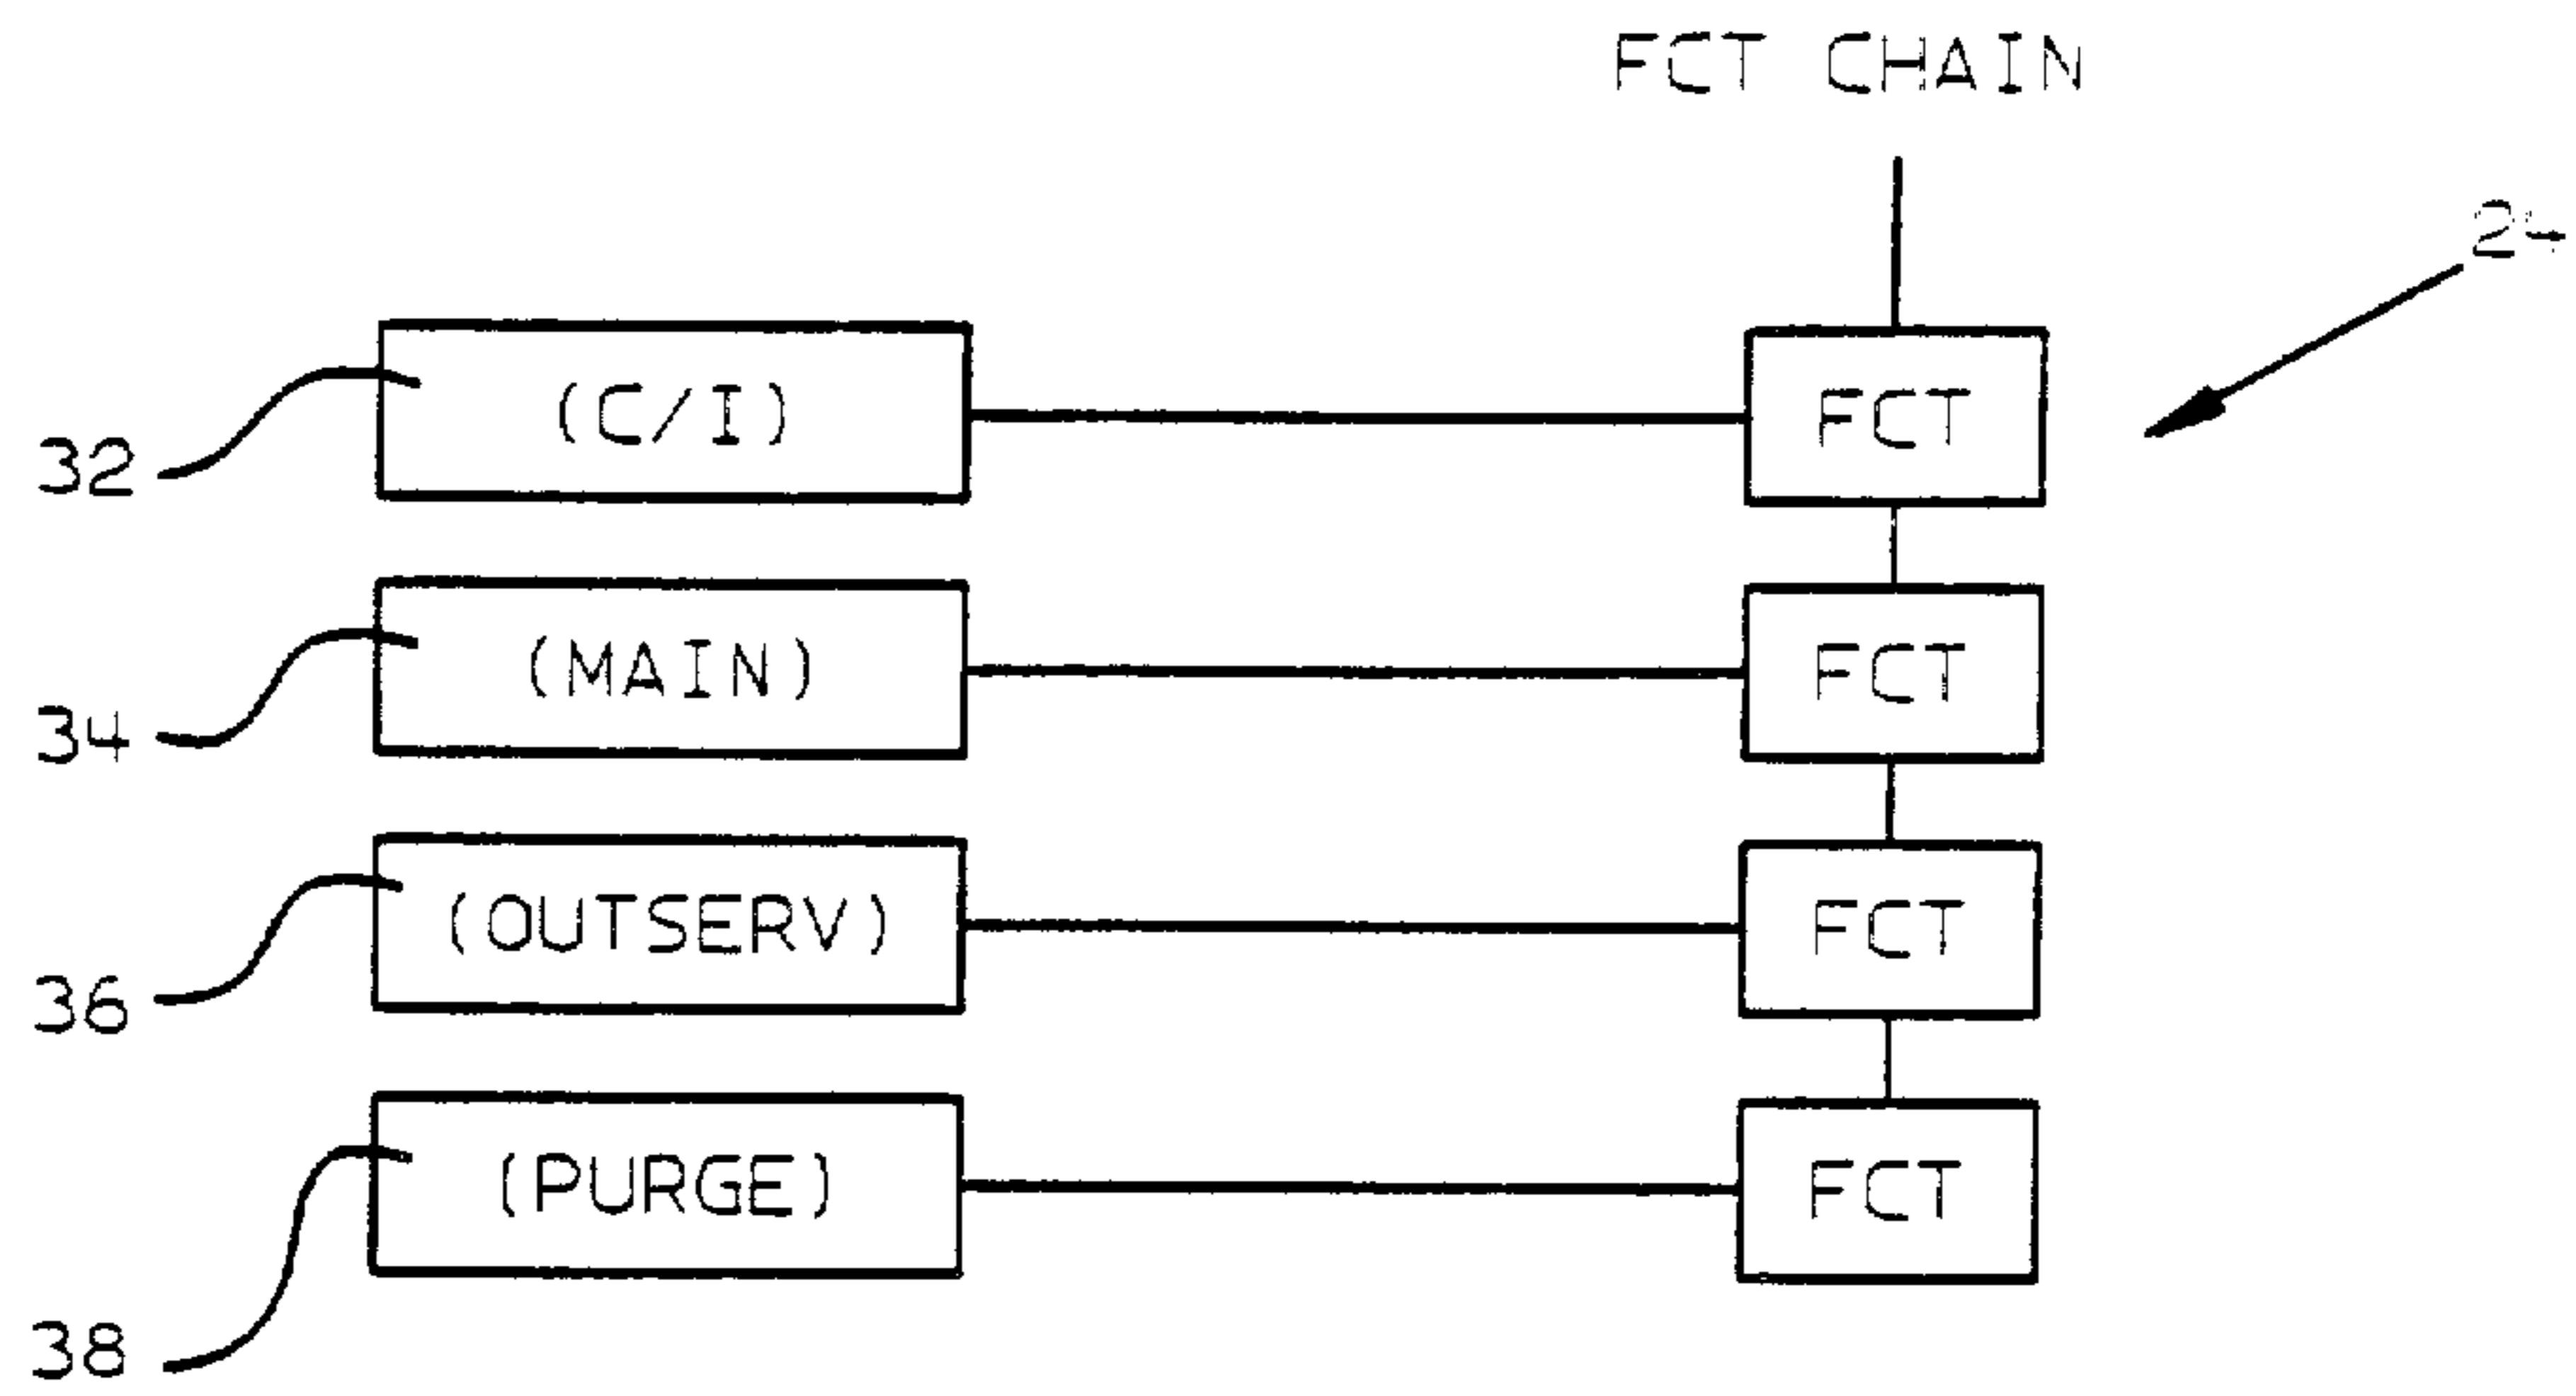 FCT CHAIN
24
32 (C/I) FCT
34 (MAIN) FCT
36 (OUTSERV) FCT
38 (PURGE) FCT